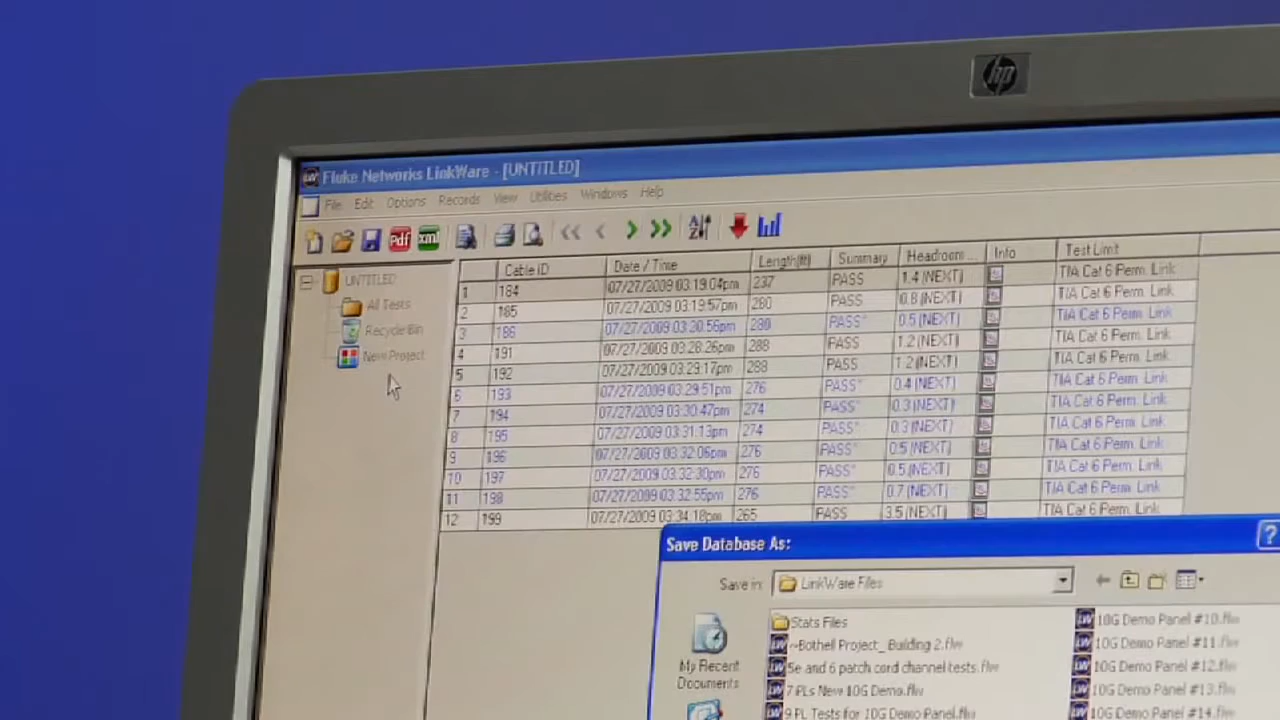 hp
LW Fluke Networks LinkWare - [UNTITLED]
File Edit Options Records View Utilities Windows Help
Pdf xml
Cable ID Date / Time Length(ft) Summary Headroom ... Info Test Limit
UNTITLED
All Tests
Recycle Bin
New Project
1 184 07/27/2009 03:19:04pm 237 PASS 1.4 (NEXT) TIA Cat 6 Perm. Link
2 185 07/27/2009 03:19:57pm 280 PASS 0.8 (NEXT) TIA Cat 6 Perm. Link
3 186 07/27/2009 03:20:56pm 280 PASS* 0.5 (NEXT) TIA Cat 6 Perm. Link
4 191 07/27/2009 03:28:26pm 288 PASS 1.2 (NEXT) TIA Cat 6 Perm. Link
5 192 07/27/2009 03:29:17pm 288 PASS 1.2 (NEXT) TIA Cat 6 Perm. Link
6 193 07/27/2009 03:29:51pm 276 PASS* 0.4 (NEXT) TIA Cat 6 Perm. Link
7 194 07/27/2009 03:30:47pm 274 PASS* 0.3 (NEXT) TIA Cat 6 Perm. Link
8 195 07/27/2009 03:31:13pm 274 PASS* 0.3 (NEXT) TIA Cat 6 Perm. Link
9 196 07/27/2009 03:32:06pm 276 PASS* 0.5 (NEXT) TIA Cat 6 Perm. Link
10 197 07/27/2009 03:32:30pm 276 PASS* 0.5 (NEXT) TIA Cat 6 Perm. Link
11 198 07/27/2009 03:32:55pm 276 PASS* 0.7 (NEXT) TIA Cat 6 Perm. Link
12 199 07/27/2009 03:34:18pm 265 PASS 3.5 (NEXT) TIA Cat 6 Perm. Link
Save Database As: ?
Save in: LinkWare Files
My Recent
Documents
Stats Files
~Bothell Project_ Building 2.flw
5e and 6 patch cord channel tests.flw
7 PLs New 10G Demo.flw
9 PL Tests for 10G Demo Panel.flw
10G Demo Panel #10.flw
10G Demo Panel #11.flw
10G Demo Panel #12.flw
10G Demo Panel #13.flw
10G Demo Panel #14.flw